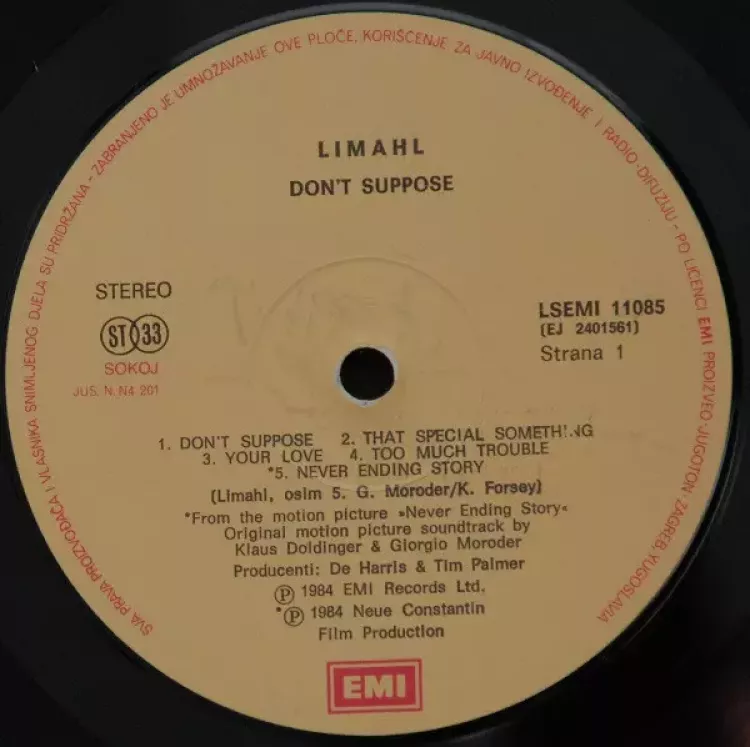 SVA PRAVA PROIZVOĐAČA I VLASNIKA SNIMLJENOG DJELA SU PRIDRŽANA - ZABRANJENO JE UMNOŽAVANJE OVE PLOČE, KORIŠĆENJE ZA JAVNO IZVOĐENJE I RADIO-DIFUZIJU - PO LICENCI EMI PROIZVEO-JUGOTON-ZAGREB, YUGOSLAVIA
LIMAHL
DON'T SUPPOSE
STEREO
ST 33
SOKOJ
JUS. N. N4 201
LSEMI 11085
(EJ 2401561)
Strana 1
1. DON'T SUPPOSE 2. THAT SPECIAL SOMETHING
3. YOUR LOVE 4. TOO MUCH TROUBLE
*5. NEVER ENDING STORY
(Limahl, osim 5. G. Moroder/K. Forsey)
*From the motion picture »Never Ending Story«
Original motion picture soundtrack by
Klaus Doldinger & Giorgio Moroder
Producenti: De Harris & Tim Palmer
Ⓟ 1984 EMI Records Ltd.
*Ⓟ 1984 Neue Constantin
Film Production
EMI